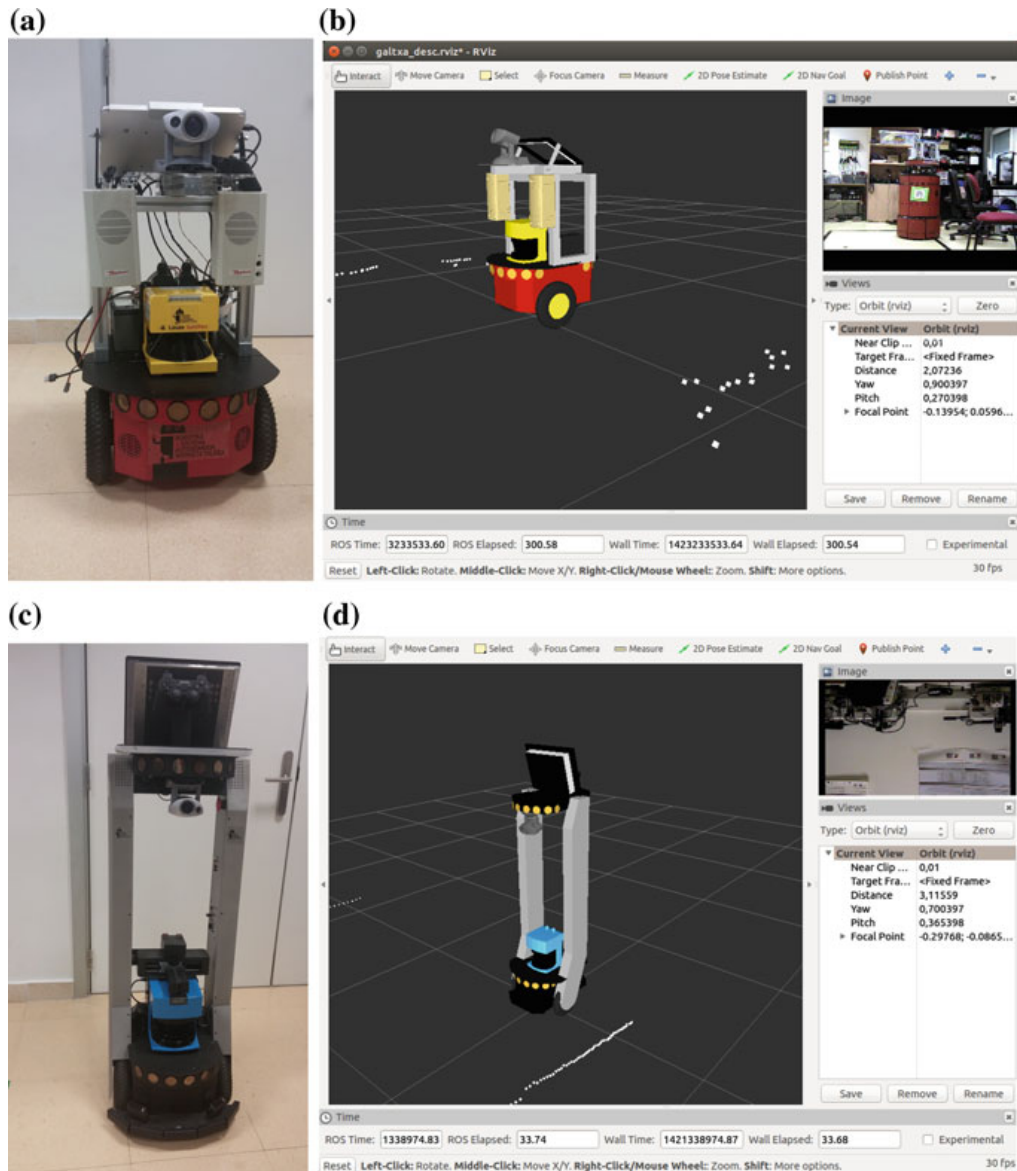 (a)
(b)
galtxa_desc.rviz* - RViz
Interact Move Camera Select Focus Camera Measure 2D Pose Estimate 2D Nav Goal Publish Point
Image
Views
Type: Orbit (rviz) Zero
Current View Orbit (rviz)
Near Clip ... 0,01
Target Fra... <Fixed Frame>
Distance 2,07236
Yaw 0,900397
Pitch 0,270398
Focal Point -0.13954; 0.0596...
Save Remove Rename
Time
ROS Time: 3233533.60 ROS Elapsed: 300.58 Wall Time: 1423233533.64 Wall Elapsed: 300.54 Experimental
Reset Left-Click: Rotate. Middle-Click: Move X/Y. Right-Click/Mouse Wheel:: Zoom. Shift: More options. 30 fps
(c)
(d)
Interact Move Camera Select Focus Camera Measure 2D Pose Estimate 2D Nav Goal Publish Point
Image
Views
Type: Orbit (rviz) Zero
Current View Orbit (rviz)
Near Clip ... 0,01
Target Fra... <Fixed Frame>
Distance 3,11559
Yaw 0,700397
Pitch 0,365398
Focal Point -0.29768; -0.0865...
Save Remove Rename
Time
ROS Time: 1338974.83 ROS Elapsed: 33.74 Wall Time: 1421338974.87 Wall Elapsed: 33.68 Experimental
Reset Left-Click: Rotate. Middle-Click: Move X/Y. Right-Click/Mouse Wheel:: Zoom. Shift: More options. 30 fps